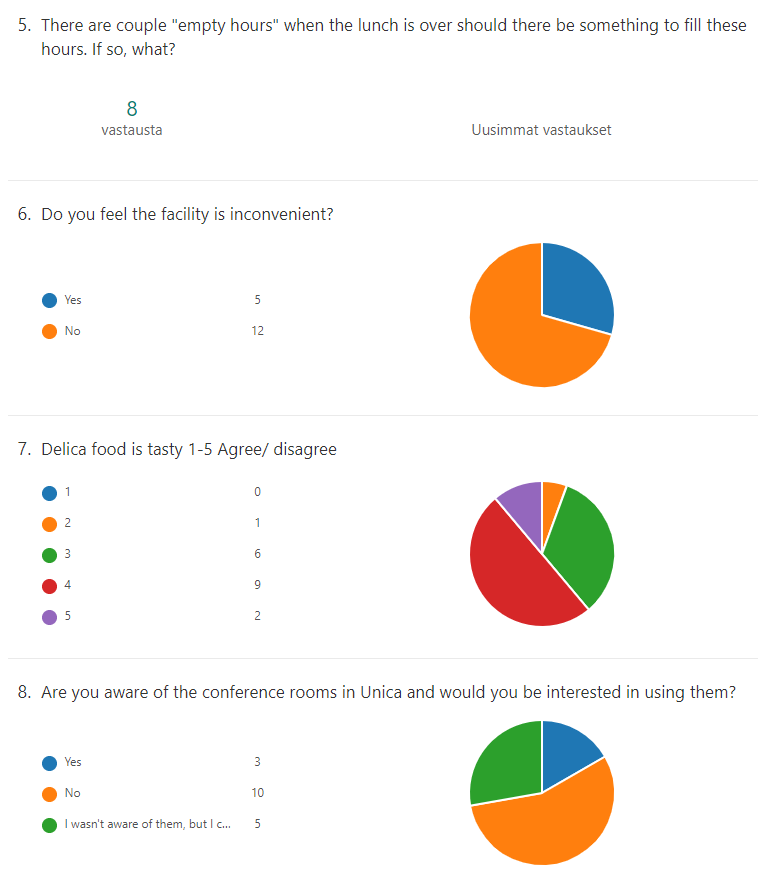 5. There are couple "empty hours" when the lunch is over should there be something to fill these
hours. If so, what?
8
vastausta
Uusimmat vastaukset
6. Do you feel the facility is inconvenient?
Yes 5
No 12
7. Delica food is tasty 1-5 Agree/ disagree
1 0
2 1
3 6
4 9
5 2
8. Are you aware of the conference rooms in Unica and would you be interested in using them?
Yes 3
No 10
I wasn't aware of them, but I c... 5